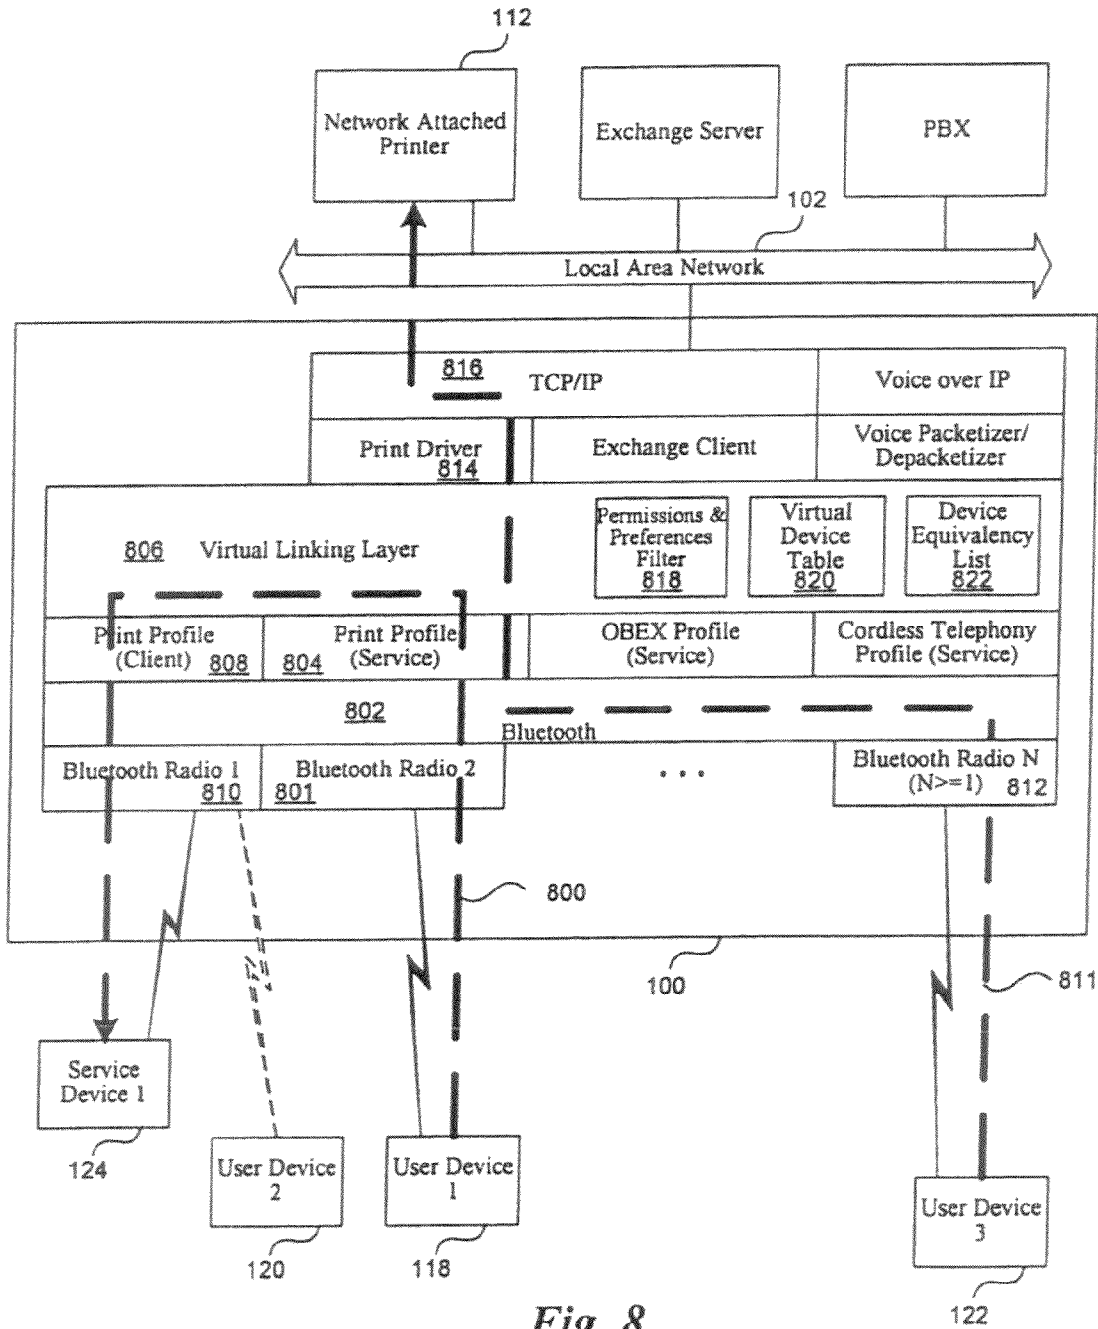 112
Network Attached
Printer
Exchange Server
PBX
102
Local Area Network
816
TCP/IP
Voice over IP
Print Driver
814
Exchange Client
Voice Packetizer/
Depacketizer
806
Virtual Linking Layer
Permissions &
Preferences
Filter
818
Virtual
Device
Table
820
Device
Equivalency
List
822
Print Profile
(Client)
808
Print Profile
(Service)
804
OBEX Profile
(Service)
Cordless Telephony
Profile (Service)
802
Bluetooth
Bluetooth Radio 1
810
Bluetooth Radio 2
801
. . .
Bluetooth Radio N
(N>=1)
812
800
100
811
Service
Device 1
124
User Device
2
120
User Device
1
118
User Device
3
122
Fig. 8